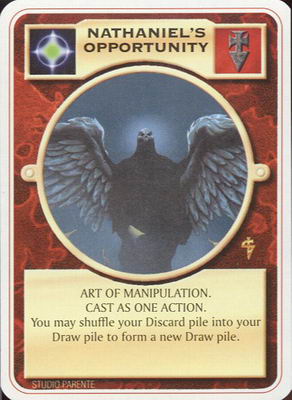 NATHANIEL'S
OPPORTUNITY
ART OF MANIPULATION.
CAST AS ONE ACTION.
You may shuffle your Discard pile into your
Draw pile to form a new Draw pile.
STUDIO PARENTE